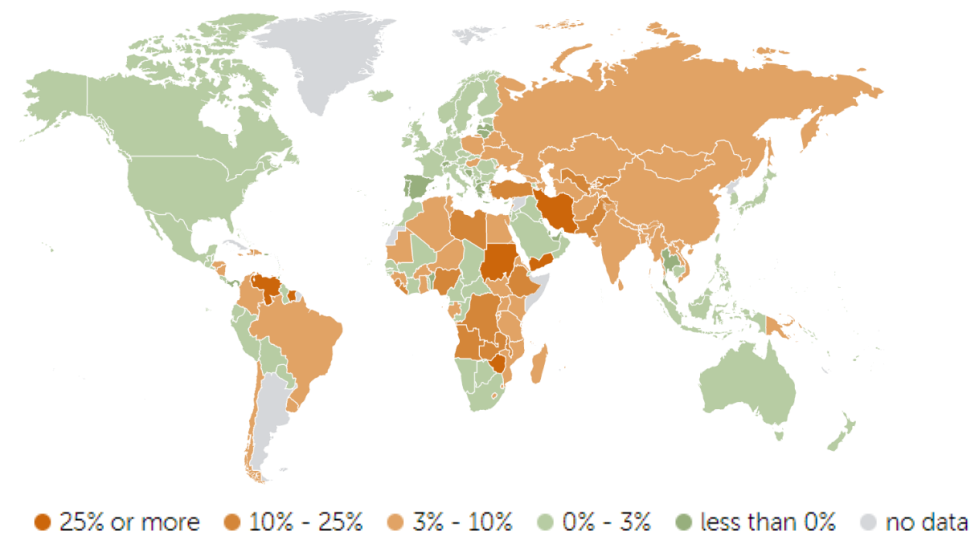 25% or more 10% - 25% 3% - 10% 0% - 3% less than 0% no data